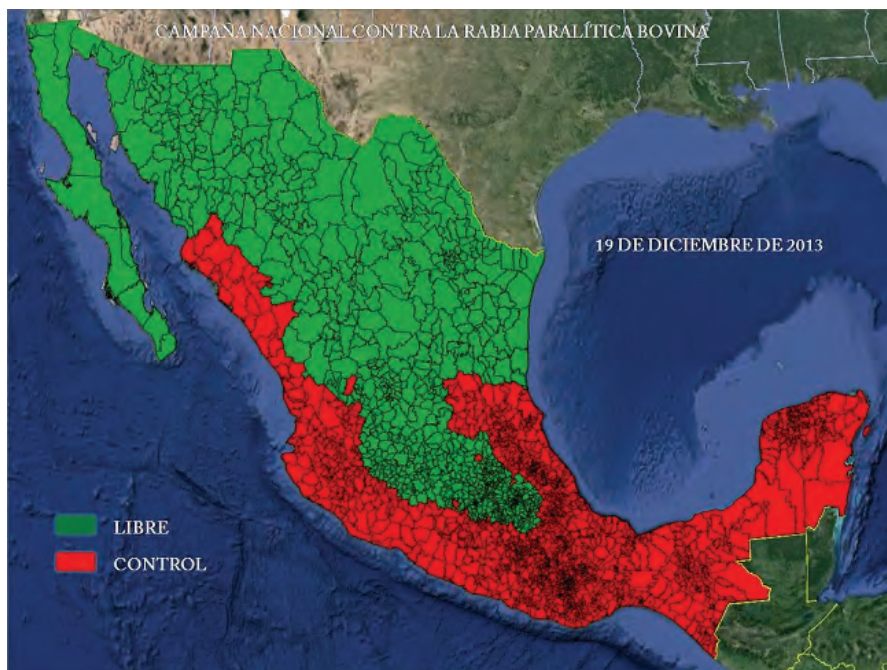 CAMPAÑA NACIONAL CONTRA LA RABIA PARALÍTICA BOVINA
19 DE DICIEMBRE DE 2013
LIBRE
CONTROL